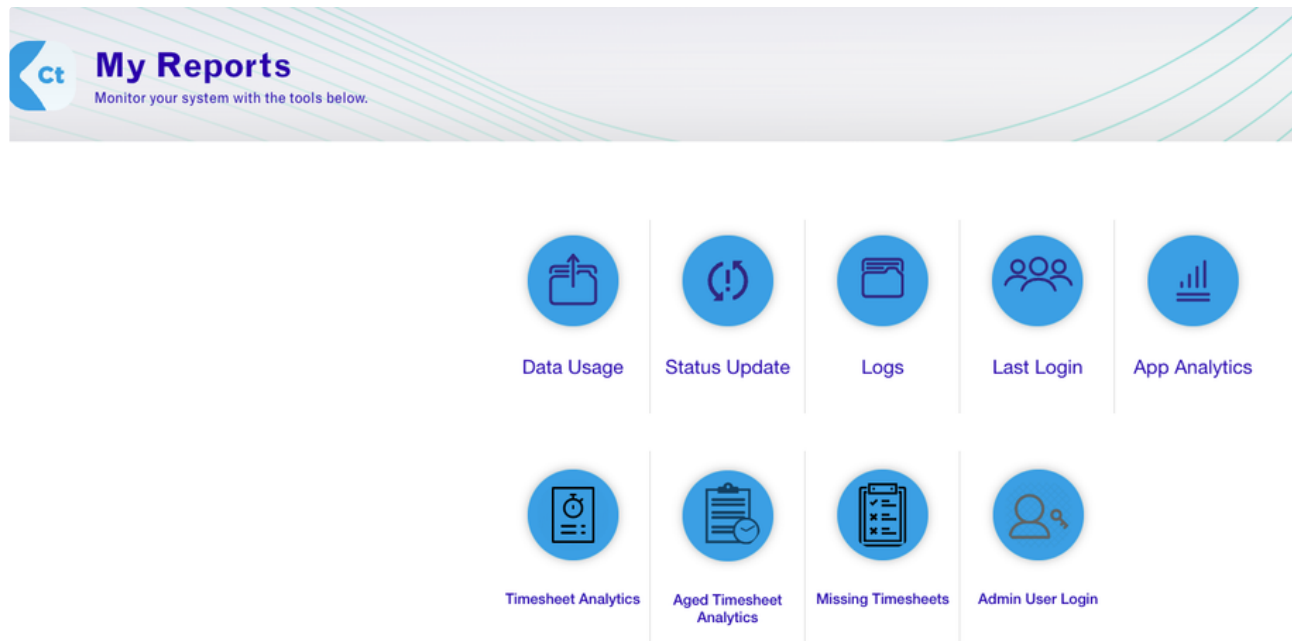 Ct
My Reports
Monitor your system with the tools below.
Data Usage
Status Update
Logs
Last Login
App Analytics
Timesheet Analytics
Aged Timesheet
Analytics
Missing Timesheets
Admin User Login